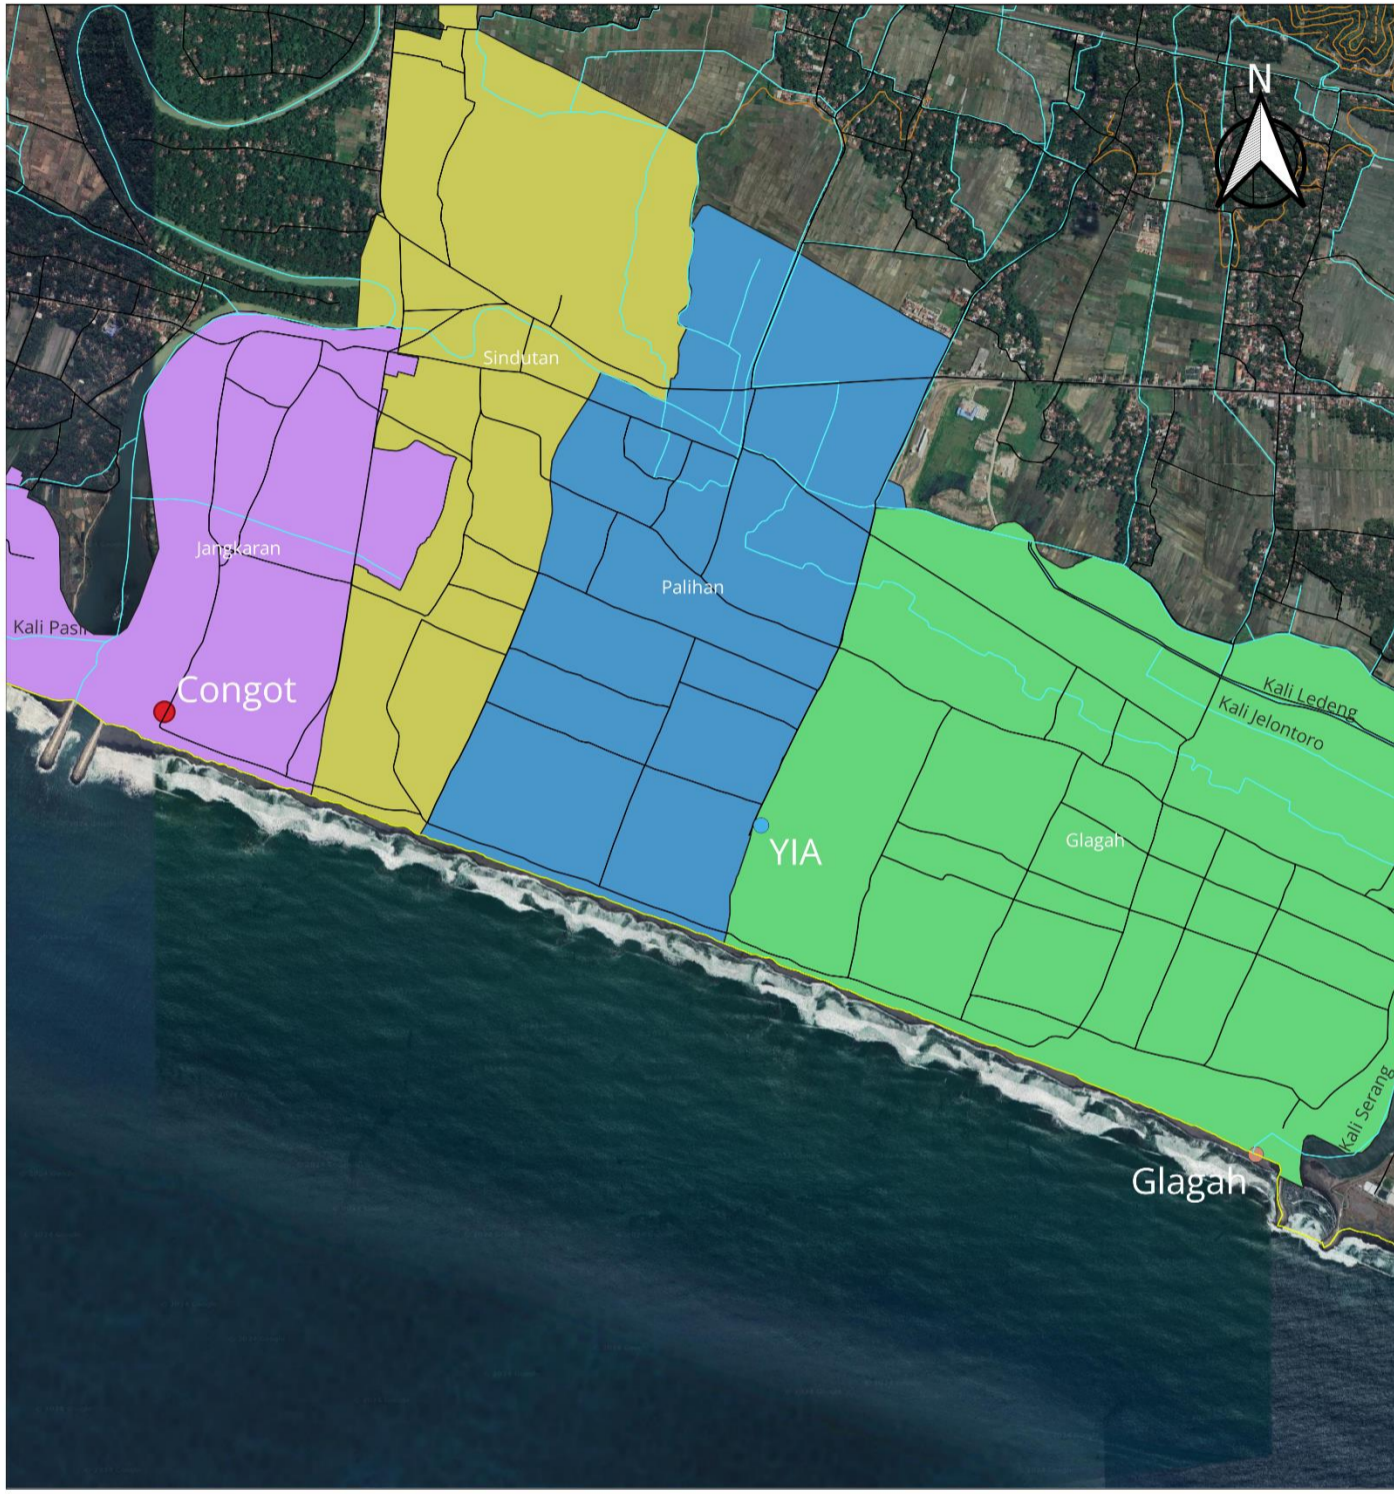 N
Sindutan
Jangkaran
Palihan
Kali Pasir
Congot
Kali Ledeng
Kali Jelontoro
YIA
Glagah
Kali Serang
Glagah